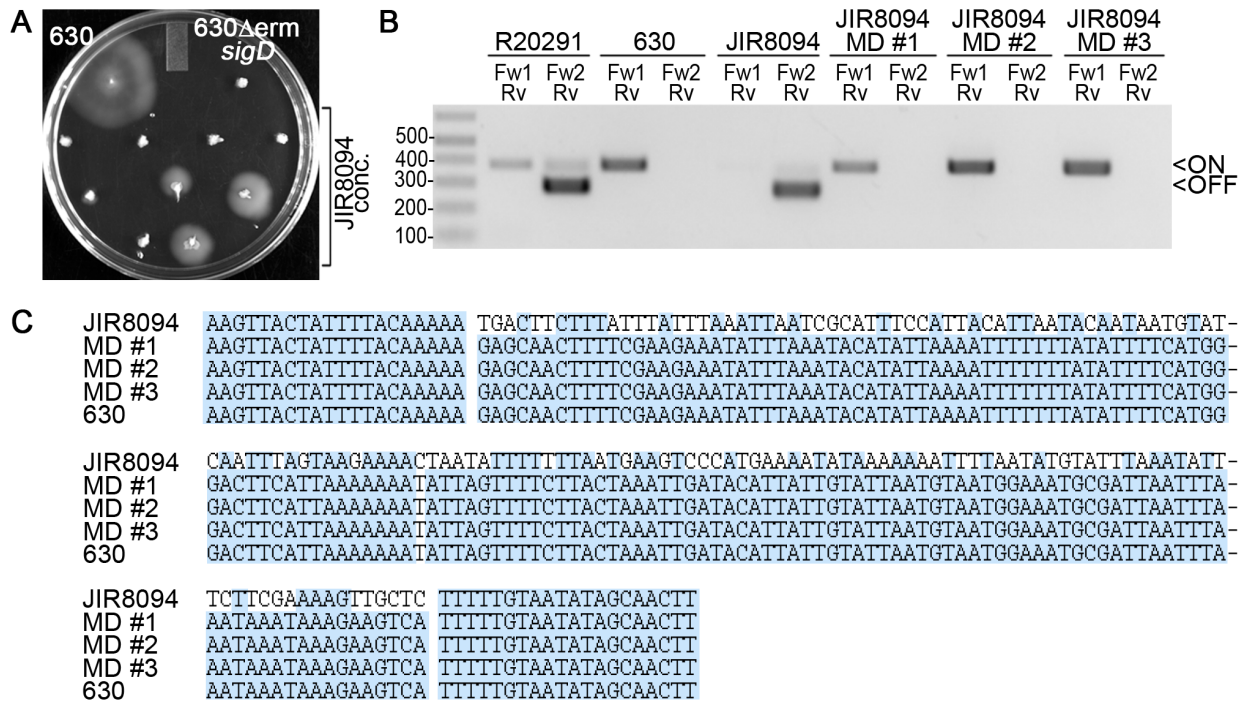 A
630
630Δerm
sigD
JIR8094
conc.
B
R20291 630 JIR8094 JIR8094 MD #1 JIR8094 MD #2 JIR8094 MD #3
Fw1 Fw2 Fw1 Fw2 Fw1 Fw2 Fw1 Fw2 Fw1 Fw2 Fw1 Fw2
Rv Rv Rv Rv Rv Rv Rv Rv Rv Rv Rv Rv
500-
400-
300-
200-
100-
<ON
<OFF
C
JIR8094 AAGTTACTATTTTACAAAAA TGACTTCTTTATTTATTTAAATTAATCGCATTTCCATTACATTAATACAATAATGTAT-
MD #1 AAGTTACTATTTTACAAAAA GAGCAACTTTTCGAAGAAATATTTAAATACATATTAAAATTTTTTTATATTTTCATGG-
MD #2 AAGTTACTATTTTACAAAAA GAGCAACTTTTCGAAGAAATATTTAAATACATATTAAAATTTTTTTATATTTTCATGG-
MD #3 AAGTTACTATTTTACAAAAA GAGCAACTTTTCGAAGAAATATTTAAATACATATTAAAATTTTTTTATATTTTCATGG-
630 AAGTTACTATTTTACAAAAA GAGCAACTTTTCGAAGAAATATTTAAATACATATTAAAATTTTTTTATATTTTCATGG-
JIR8094 CAATTTAGTAAGAAAACTAATATTTTTTTAATGAAGTCCCATGAAAATATAAAAAAATTTTAATATGTATTTAAATATT-
MD #1 GACTTCATTAAAAAAATATTAGTTTTCTTACTAAATTGATACATTATTGTATTAATGTAATGGAAATGCGATTAATTTA-
MD #2 GACTTCATTAAAAAAATATTAGTTTTCTTACTAAATTGATACATTATTGTATTAATGTAATGGAAATGCGATTAATTTA-
MD #3 GACTTCATTAAAAAAATATTAGTTTTCTTACTAAATTGATACATTATTGTATTAATGTAATGGAAATGCGATTAATTTA-
630 GACTTCATTAAAAAAATATTAGTTTTCTTACTAAATTGATACATTATTGTATTAATGTAATGGAAATGCGATTAATTTA-
JIR8094 TCTTCGAAAAGTTGCTC TTTTTGTAATATAGCAACTT
MD #1 AATAAATAAAGAAGTCA TTTTTGTAATATAGCAACTT
MD #2 AATAAATAAAGAAGTCA TTTTTGTAATATAGCAACTT
MD #3 AATAAATAAAGAAGTCA TTTTTGTAATATAGCAACTT
630 AATAAATAAAGAAGTCA TTTTTGTAATATAGCAACTT